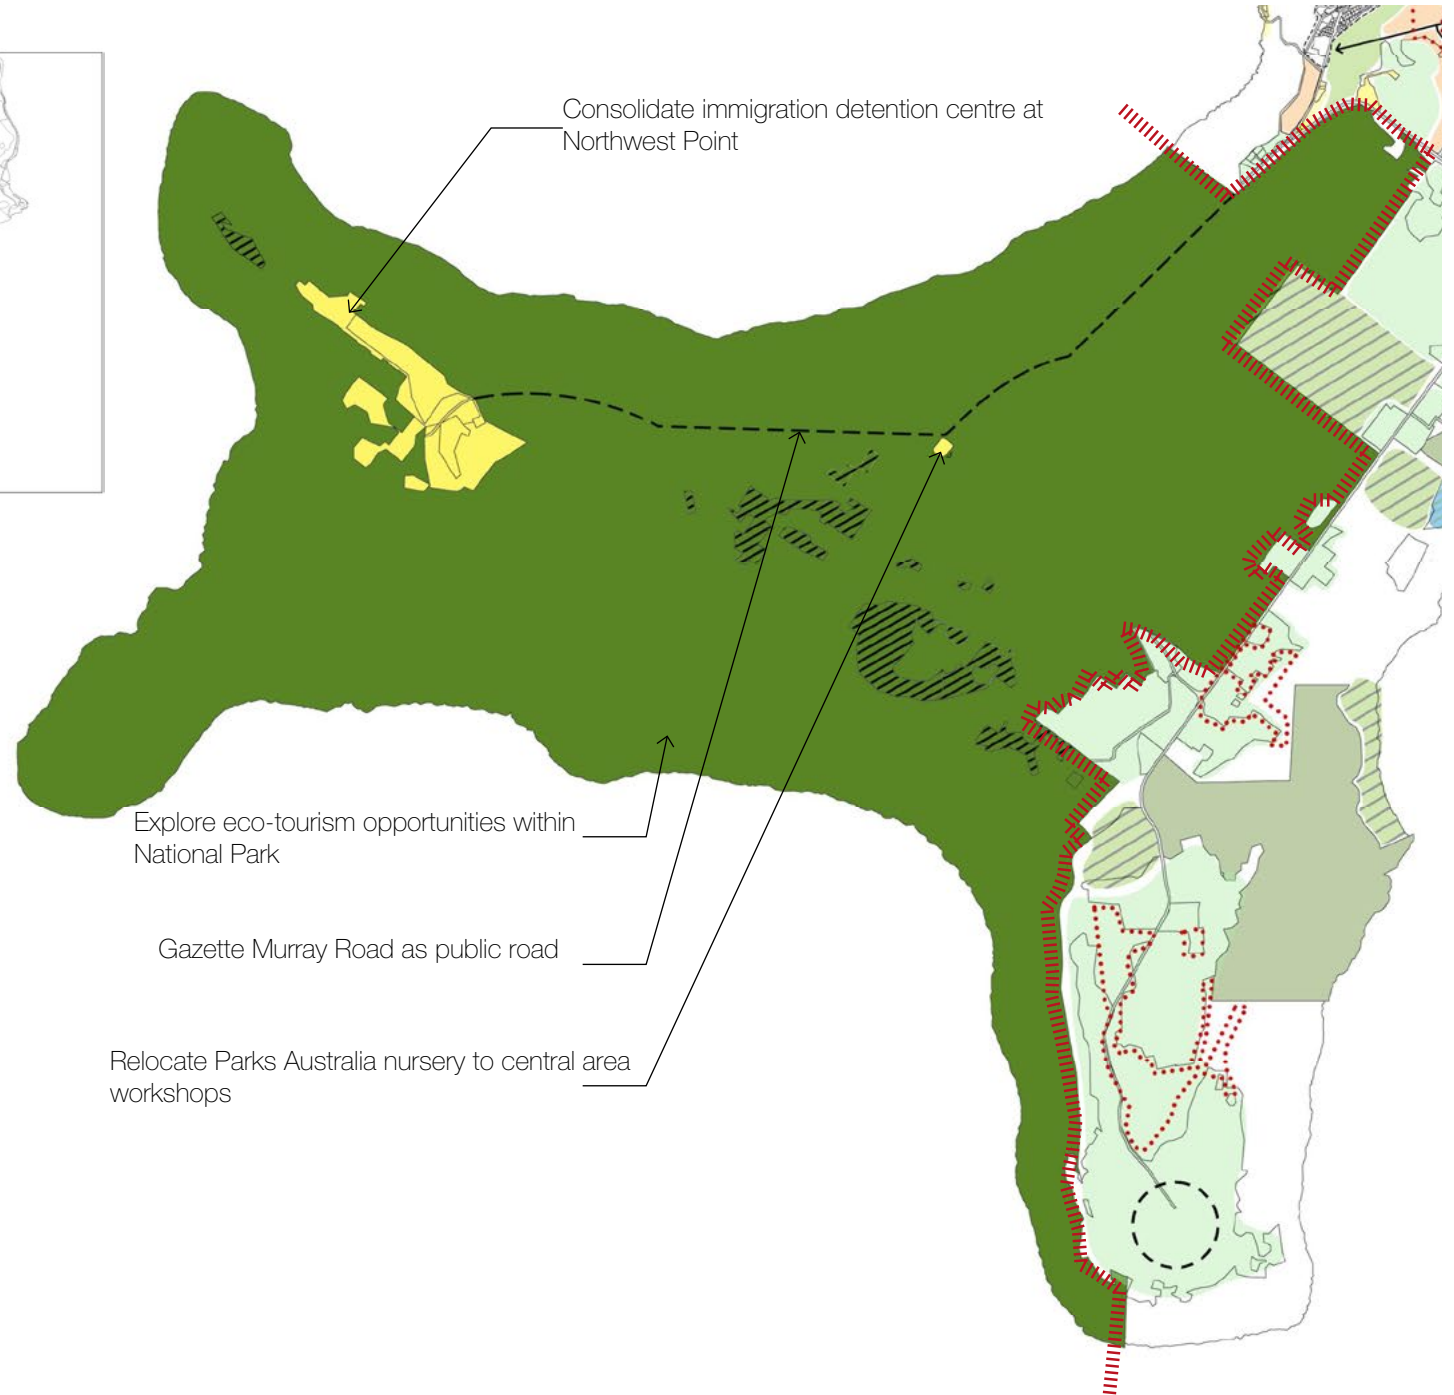 Consolidate immigration detention centre at
Northwest Point
Explore eco-tourism opportunities within
National Park
Gazette Murray Road as public road
Relocate Parks Australia nursery to central area
workshops